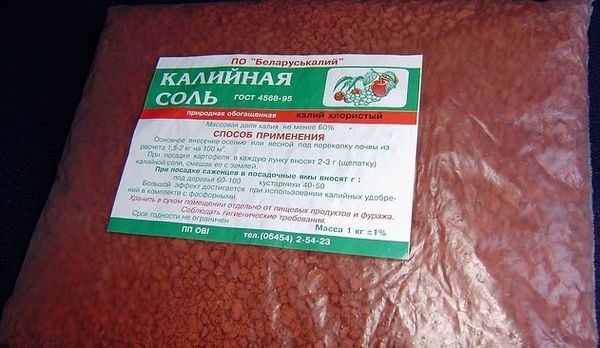 ПО "Беларуськалий"
КАЛИЙНАЯ
СОЛЬ ГОСТ 4568-95
природная обогащенная калий хлористый
Массовая доля калия не менее 60%
СПОСОБ ПРИМЕНЕНИЯ
Основное внесение осенью или весной под перекопку почвы из
расчета 1,5-2 кг на 100 м².
При посадке картофеля в каждую лунку вносят 2-3 г (щепотку)
калийной соли, смешав ее с землей.
При посадке саженцев в посадочные ямы вносят г :
под деревья 60-100 кустарники 40-50
Большой эффект достигается при использовании калийных удобре-
ний в комплекте с фосфорными.
Хранить в сухом помещении отдельно от пищевых продуктов и фуража.
Соблюдать гигиенические требования.
Срок годности не ограничен Масса 1 кг ±1%
ПП ОВІ тел.(06454) 2-54-23